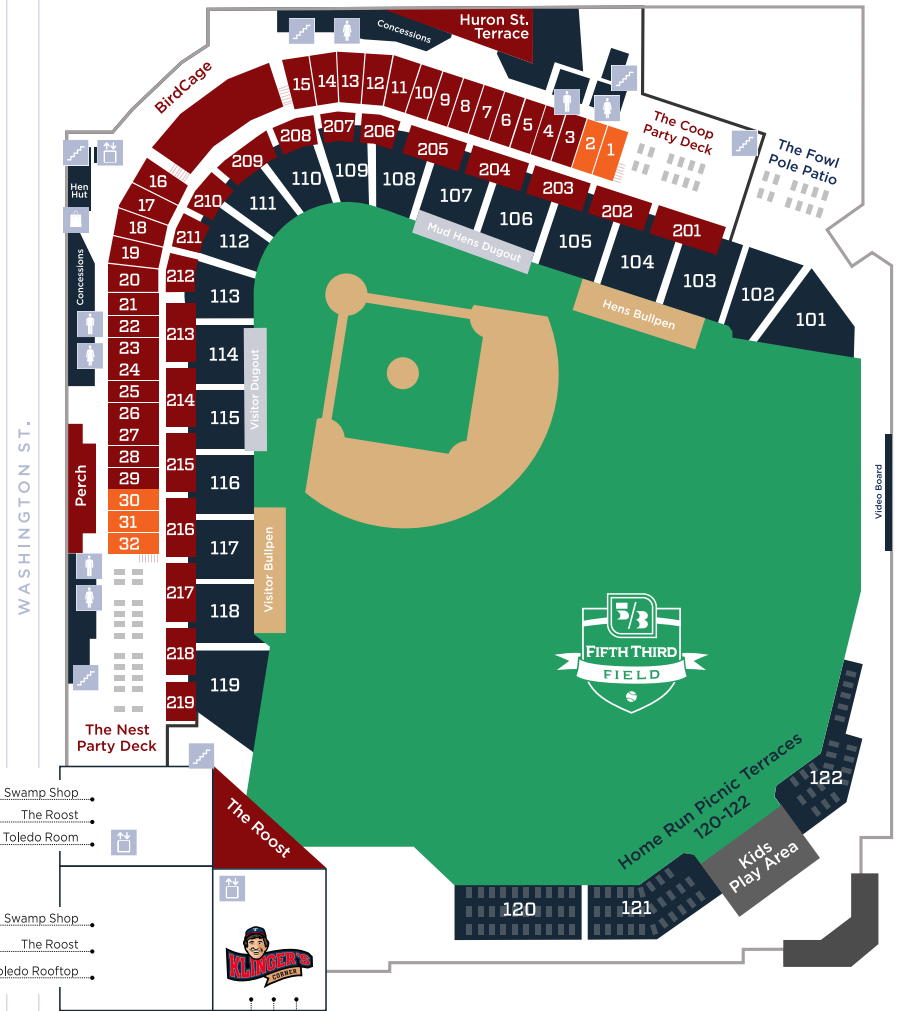 Huron St.
Terrace
Concessions
BirdCage
15
14
13
12
11
10
9
8
7
6
5
4
3
2
1
The Coop
Party Deck
The Fowl
Pole Patio
Hen
Hut
Concessions
16
17
18
19
20
21
22
23
24
25
26
27
28
29
30
31
32
Perch
WASHINGTON ST.
201
202
203
204
205
206
207
208
209
210
211
212
213
214
215
216
217
218
219
101
102
103
104
105
106
107
108
109
110
111
112
113
114
115
116
117
118
119
Mud Hens Dugout
Hens Bullpen
Visitor Dugout
Visitor Bullpen
Video Board
5/3
FIFTH THIRD
FIELD
The Nest
Party Deck
Swamp Shop
The Roost
Toledo Room
The Roost
Swamp Shop
The Roost
oledo Rooftop
T
KLINGER'S
CORNER
Home Run Picnic Terraces
120-122
120
121
122
Kids
Play Area